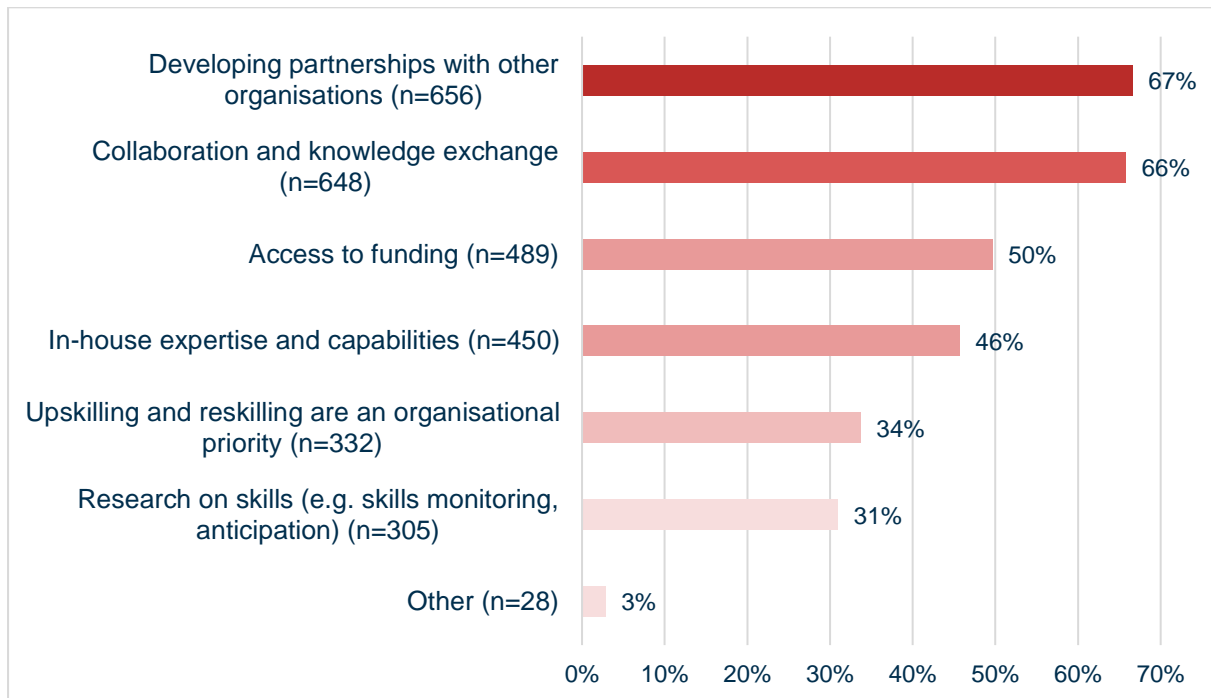 Developing partnerships with other
organisations (n=656)
67%
Collaboration and knowledge exchange
(n=648)
66%
Access to funding (n=489)
50%
In-house expertise and capabilities (n=450)
46%
Upskilling and reskilling are an organisational
priority (n=332)
34%
Research on skills (e.g. skills monitoring,
anticipation) (n=305)
31%
Other (n=28)
3%
0% 10% 20% 30% 40% 50% 60% 70%